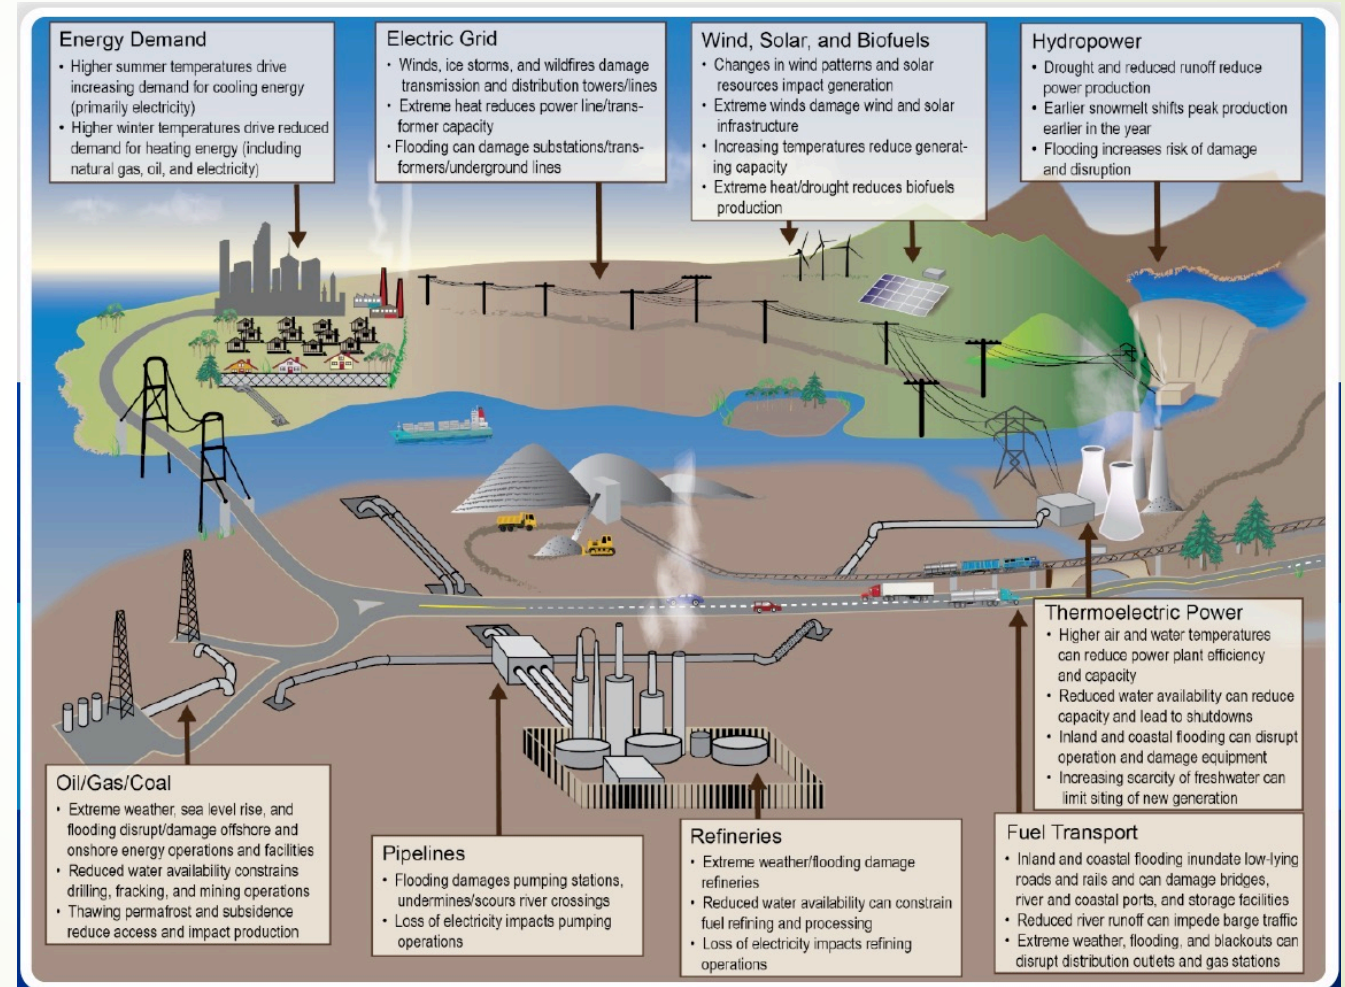 Energy Demand
• Higher summer temperatures drive
increasing demand for cooling energy
(primarily electricity)
• Higher winter temperatures drive reduced
demand for heating energy (including
natural gas, oil, and electricity)
Electric Grid
• Winds, ice storms, and wildfires damage
transmission and distribution towers/lines
• Extreme heat reduces power line/trans-
former capacity
• Flooding can damage substations/trans-
formers/underground lines
Wind, Solar, and Biofuels
• Changes in wind patterns and solar
resources impact generation
• Extreme winds damage wind and solar
infrastructure
• Increasing temperatures reduce generat-
ing capacity
• Extreme heat/drought reduces biofuels
production
Hydropower
• Drought and reduced runoff reduce
power production
• Earlier snowmelt shifts peak production
earlier in the year
• Flooding increases risk of damage
and disruption
Thermoelectric Power
• Higher air and water temperatures
can reduce power plant efficiency
and capacity
• Reduced water availability can reduce
capacity and lead to shutdowns
• Inland and coastal flooding can disrupt
operation and damage equipment
• Increasing scarcity of freshwater can
limit siting of new generation
Oil/Gas/Coal
• Extreme weather, sea level rise, and
flooding disrupt/damage offshore and
onshore energy operations and facilities
• Reduced water availability constrains
drilling, fracking, and mining operations
• Thawing permafrost and subsidence
reduce access and impact production
Pipelines
• Flooding damages pumping stations,
undermines/scours river crossings
• Loss of electricity impacts pumping
operations
Refineries
• Extreme weather/flooding damage
refineries
• Reduced water availability can constrain
fuel refining and processing
• Loss of electricity impacts refining
operations
Fuel Transport
• Inland and coastal flooding inundate low-lying
roads and rails and can damage bridges,
river and coastal ports, and storage facilities
• Reduced river runoff can impede barge traffic
• Extreme weather, flooding, and blackouts can
disrupt distribution outlets and gas stations